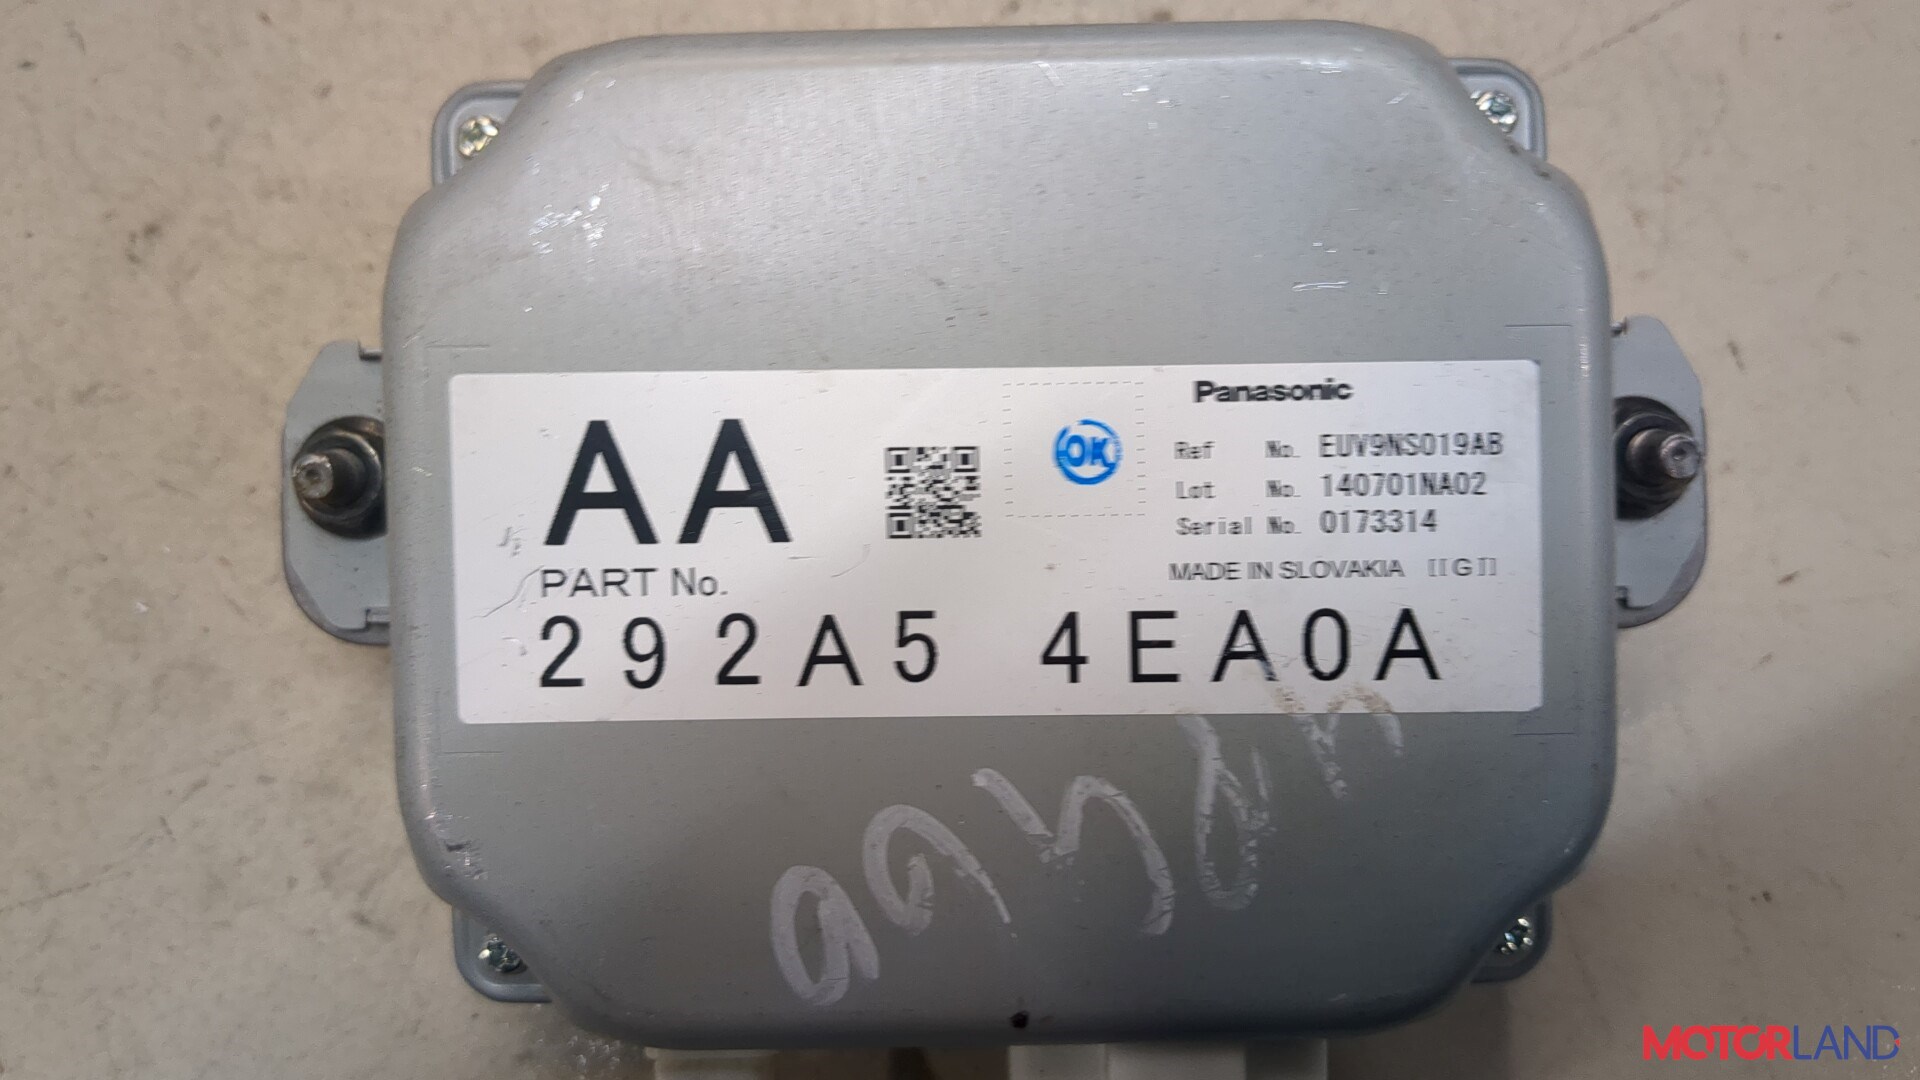 AA
OK
Panasonic
Ref No. EUV9NS019AB
Lot No. 140701NA02
Serial No. 0173314
MADE IN SLOVAKIA [[G]]
PART No.
292A5 4EA0A
MOTORLAND